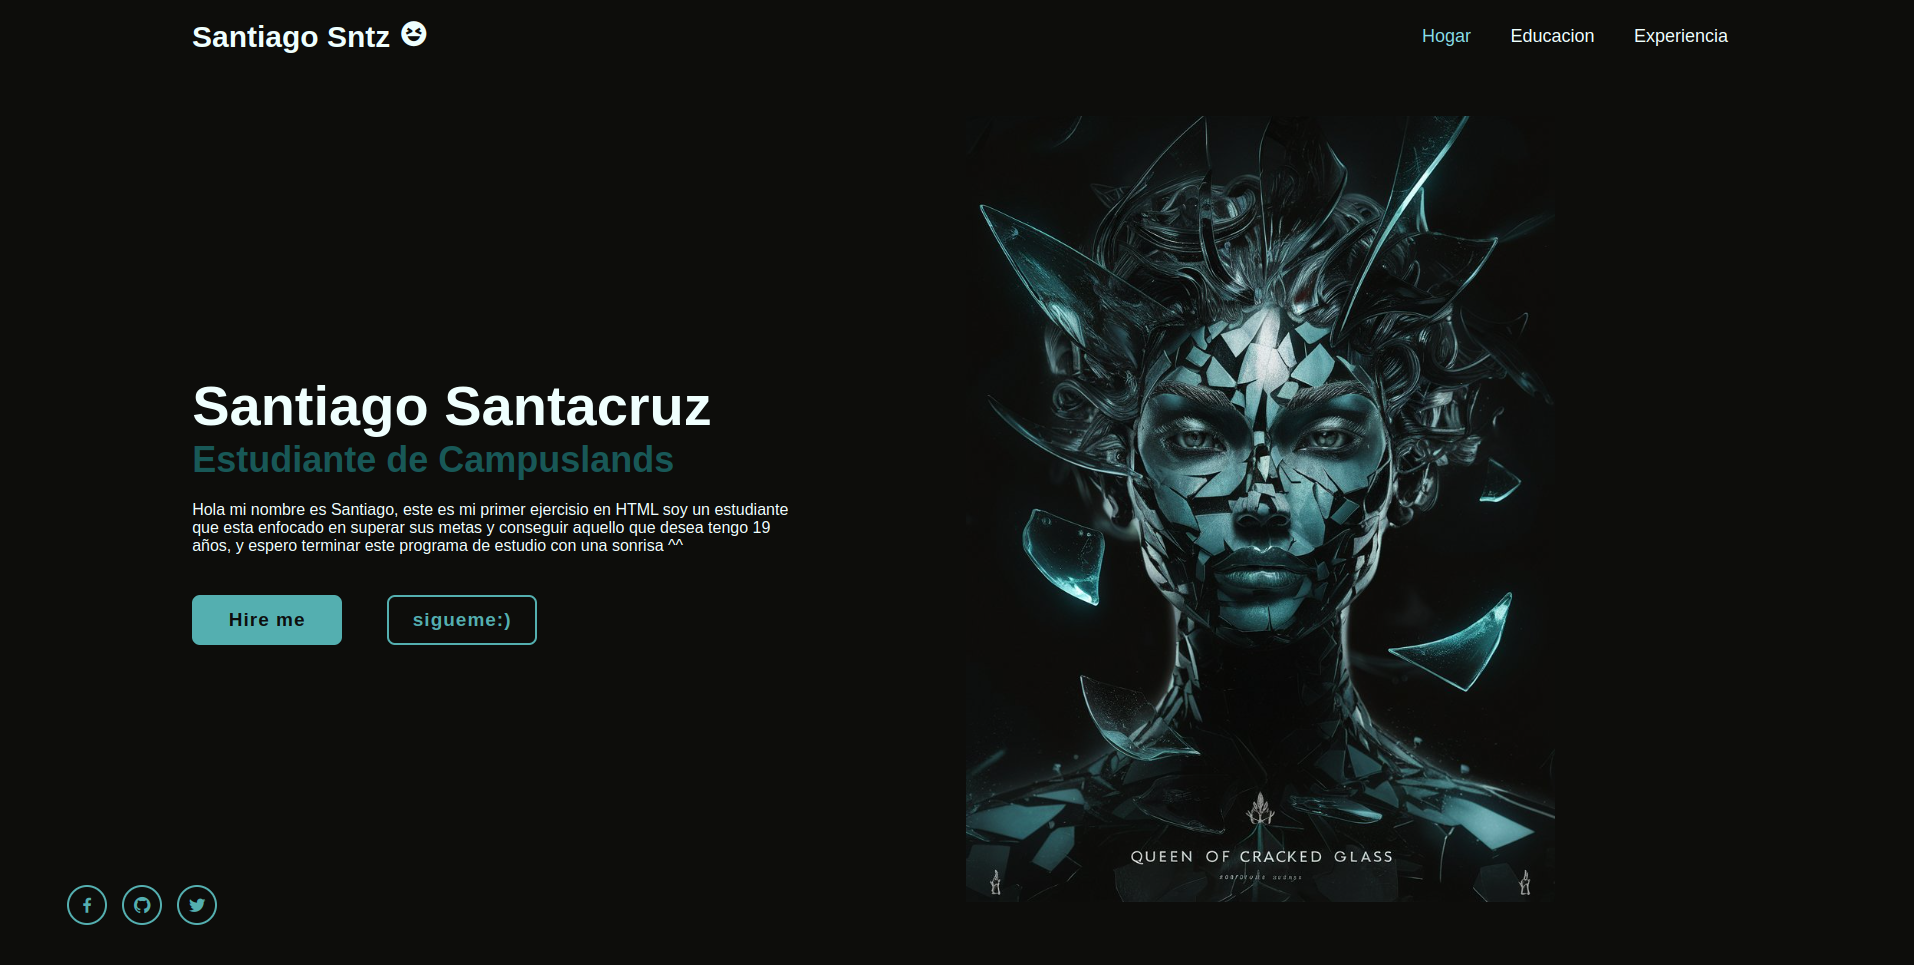 Santiago Sntz
Hogar
Educacion
Experiencia
Santiago Santacruz
Estudiante de Campuslands
Hola mi nombre es Santiago, este es mi primer ejercisio en HTML soy un estudiante
que esta enfocado en superar sus metas y conseguir aquello que desea tengo 19
años, y espero terminar este programa de estudio con una sonrisa ^^
Hire me
sigueme:)
QUEEN OF CRACKED GLASS